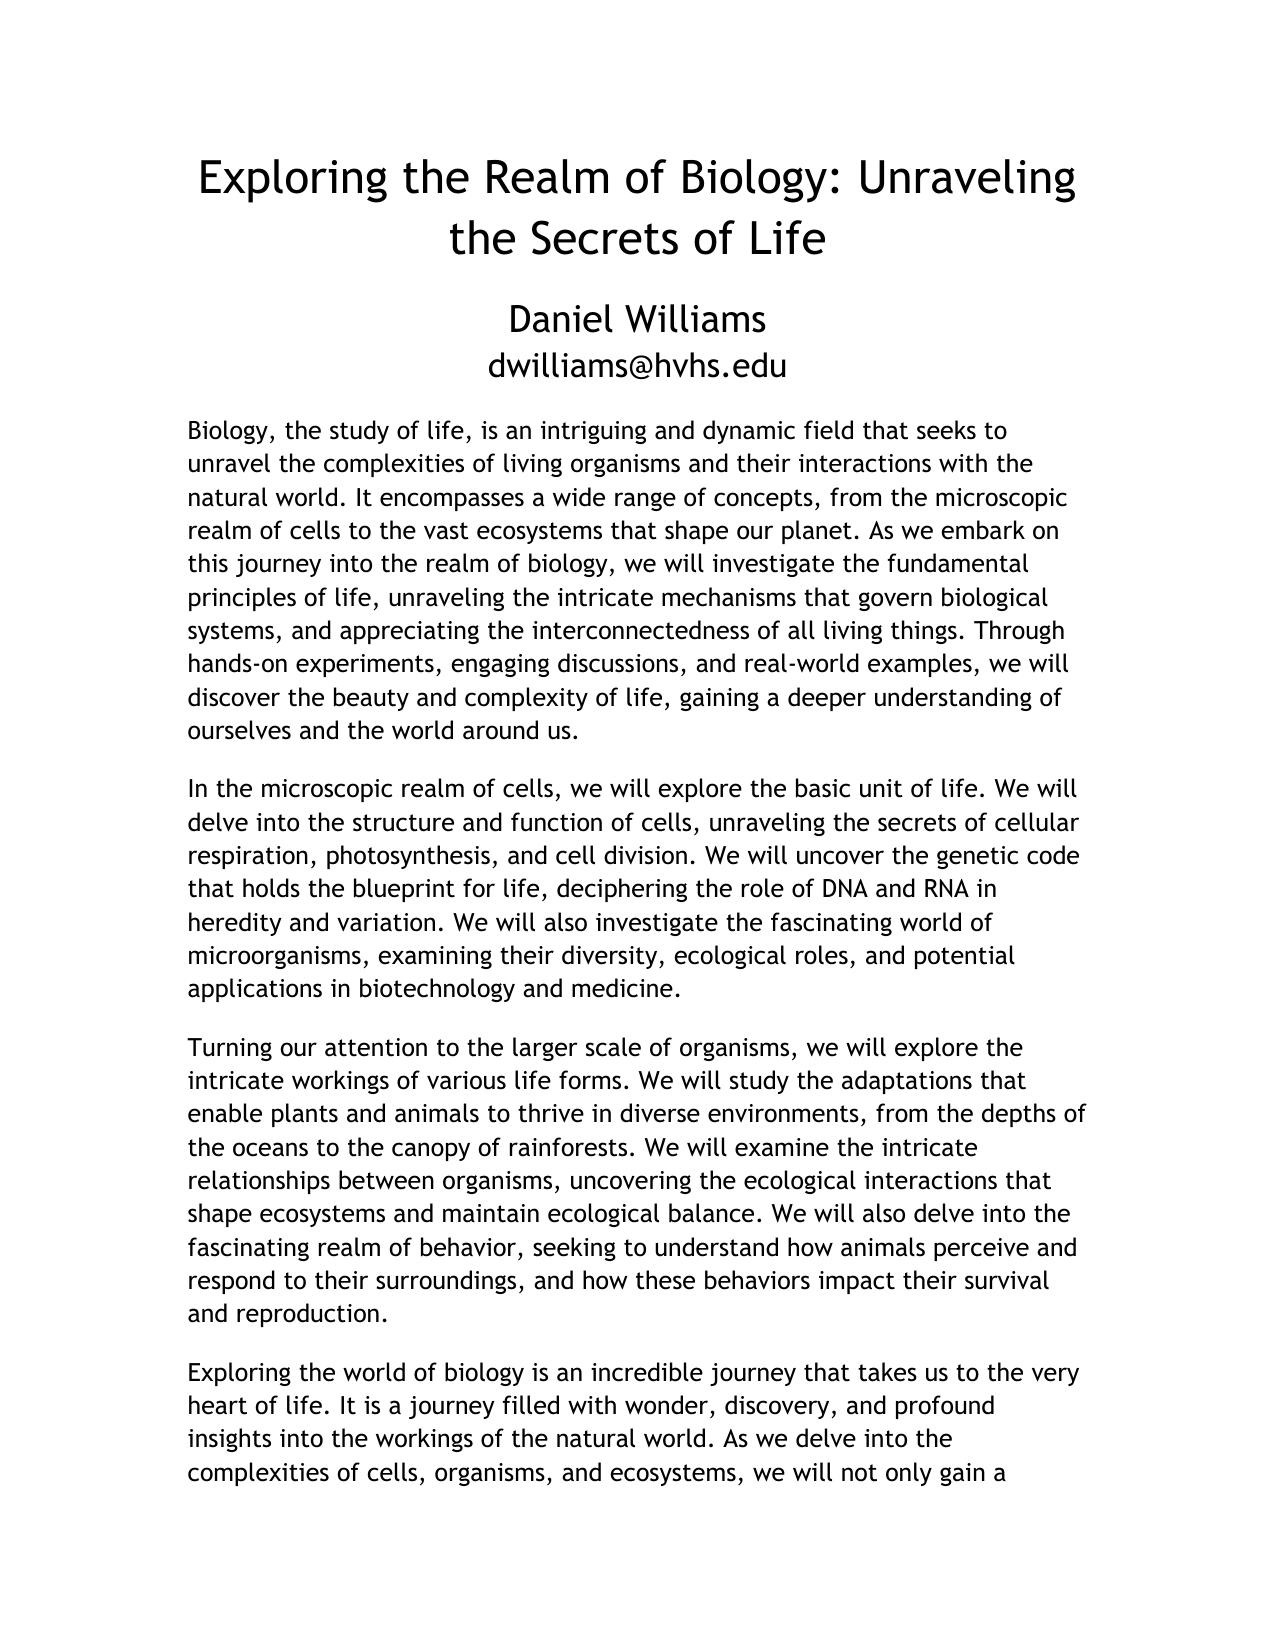 Exploring the Realm of Biology: Unraveling
the Secrets of Life
Daniel Williams
dwilliams@hvhs.edu
Biology, the study of life, is an intriguing and dynamic field that seeks to
unravel the complexities of living organisms and their interactions with the
natural world. It encompasses a wide range of concepts, from the microscopic
realm of cells to the vast ecosystems that shape our planet. As we embark on
this journey into the realm of biology, we will investigate the fundamental
principles of life, unraveling the intricate mechanisms that govern biological
systems, and appreciating the interconnectedness of all living things. Through
hands-on experiments, engaging discussions, and real-world examples, we will
discover the beauty and complexity of life, gaining a deeper understanding of
ourselves and the world around us.
In the microscopic realm of cells, we will explore the basic unit of life. We will
delve into the structure and function of cells, unraveling the secrets of cellular
respiration, photosynthesis, and cell division. We will uncover the genetic code
that holds the blueprint for life, deciphering the role of DNA and RNA in
heredity and variation. We will also investigate the fascinating world of
microorganisms, examining their diversity, ecological roles, and potential
applications in biotechnology and medicine.
Turning our attention to the larger scale of organisms, we will explore the
intricate workings of various life forms. We will study the adaptations that
enable plants and animals to thrive in diverse environments, from the depths of
the oceans to the canopy of rainforests. We will examine the intricate
relationships between organisms, uncovering the ecological interactions that
shape ecosystems and maintain ecological balance. We will also delve into the
fascinating realm of behavior, seeking to understand how animals perceive and
respond to their surroundings, and how these behaviors impact their survival
and reproduction.
Exploring the world of biology is an incredible journey that takes us to the very
heart of life. It is a journey filled with wonder, discovery, and profound
insights into the workings of the natural world. As we delve into the
complexities of cells, organisms, and ecosystems, we will not only gain a